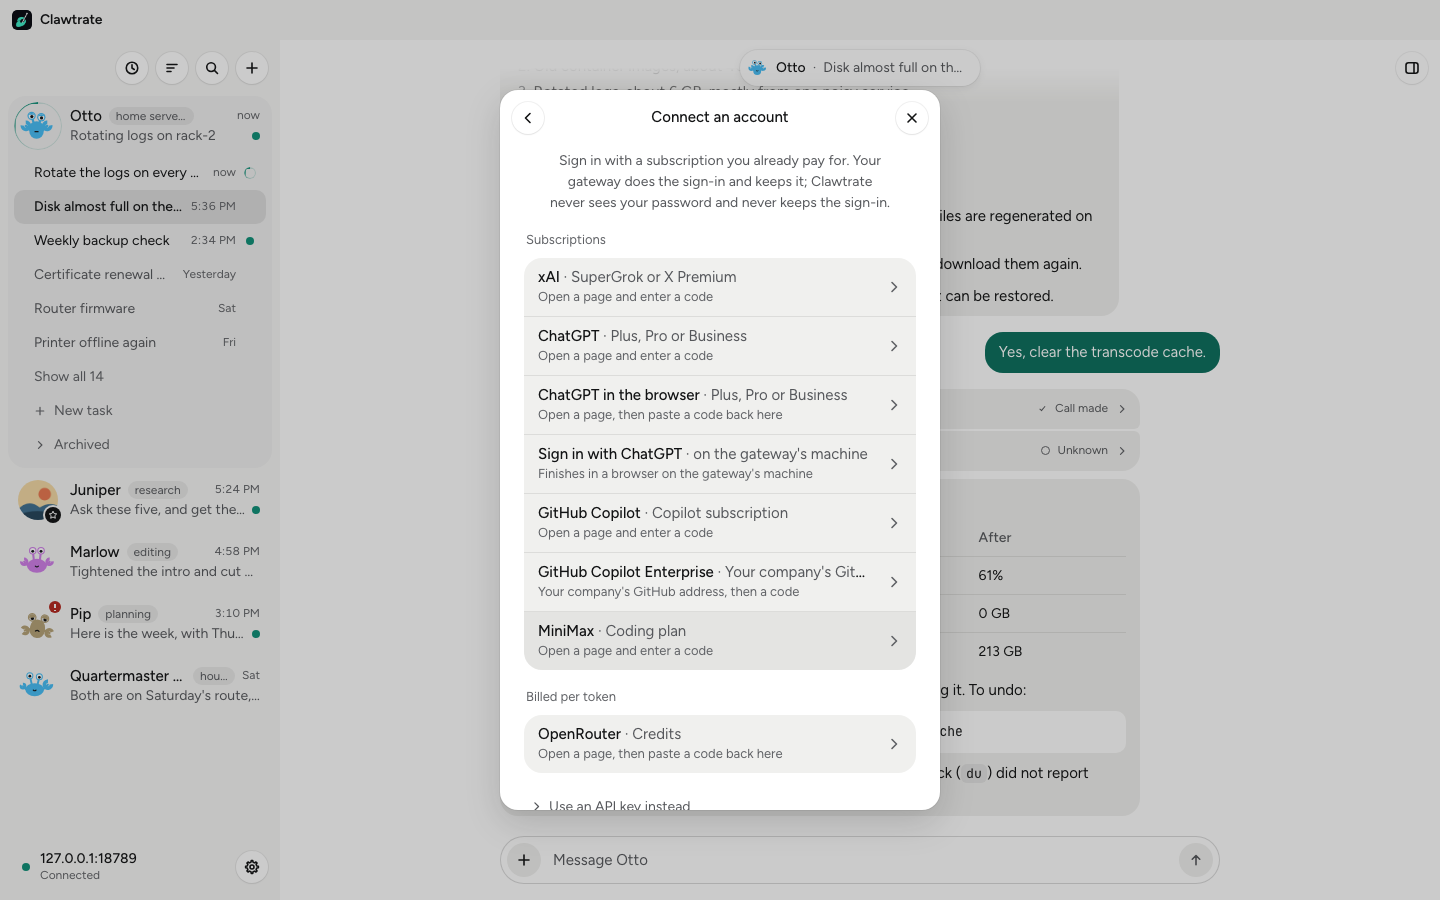 Clawtrate
Otto
home serve...
now
Rotating logs on rack-2
Rotate the logs on every ...
now
Disk almost full on the...
5:36 PM
Weekly backup check
2:34 PM
Certificate renewal ...
Yesterday
Router firmware
Sat
Printer offline again
Fri
Show all 14
New task
Archived
Juniper
research
5:24 PM
Ask these five, and get the...
Marlow
editing
4:58 PM
Tightened the intro and cut ...
Pip
planning
3:10 PM
Here is the week, with Thu...
Quartermaster ...
hou...
Sat
Both are on Saturday's route,...
127.0.0.1:18789
Connected
Otto · Disk almost full on th...
Connect an account
Sign in with a subscription you already pay for. Your
gateway does the sign-in and keeps it; Clawtrate
never sees your password and never keeps the sign-in.
Subscriptions
xAI · SuperGrok or X Premium
Open a page and enter a code
ChatGPT · Plus, Pro or Business
Open a page and enter a code
ChatGPT in the browser · Plus, Pro or Business
Open a page, then paste a code back here
Sign in with ChatGPT · on the gateway's machine
Finishes in a browser on the gateway's machine
GitHub Copilot · Copilot subscription
Open a page and enter a code
GitHub Copilot Enterprise · Your company's Git...
Your company's GitHub address, then a code
MiniMax · Coding plan
Open a page and enter a code
Billed per token
OpenRouter · Credits
Open a page, then paste a code back here
Use an API key instead
iles are regenerated on
download them again.
can be restored.
Yes, clear the transcode cache.
Call made
Unknown
After
61%
0 GB
213 GB
g it. To undo:
che
ck (du) did not report
Message Otto